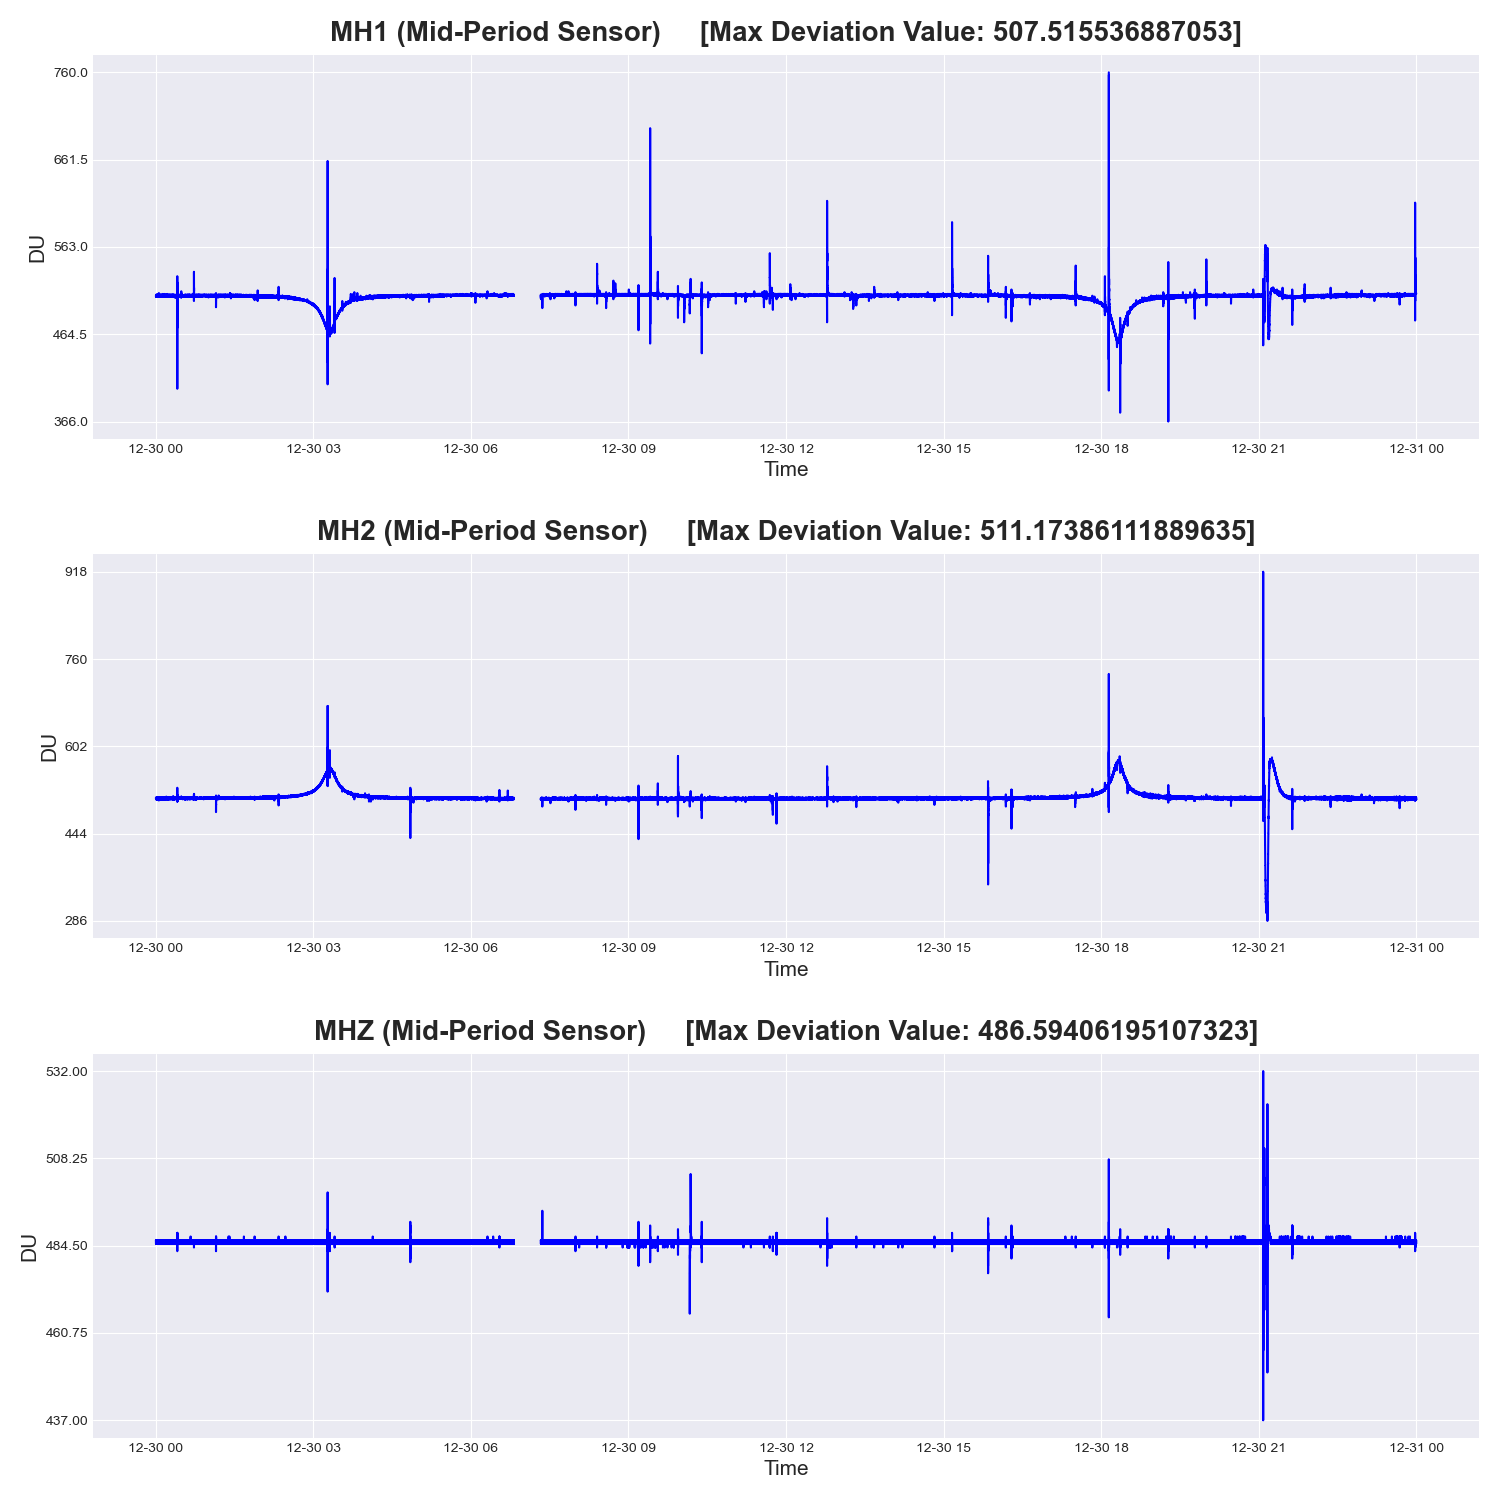 MH1 (Mid-Period Sensor) [Max Deviation Value: 507.515536887053]
760.0
661.5
563.0
464.5
366.0
DU
12-30 00 12-30 03 12-30 06 12-30 09 12-30 12 12-30 15 12-30 18 12-30 21 12-31 00
Time
MH2 (Mid-Period Sensor) [Max Deviation Value: 511.17386111889635]
918
760
602
444
286
DU
12-30 00 12-30 03 12-30 06 12-30 09 12-30 12 12-30 15 12-30 18 12-30 21 12-31 00
Time
MHZ (Mid-Period Sensor) [Max Deviation Value: 486.59406195107323]
532.00
508.25
484.50
460.75
437.00
DU
12-30 00 12-30 03 12-30 06 12-30 09 12-30 12 12-30 15 12-30 18 12-30 21 12-31 00
Time